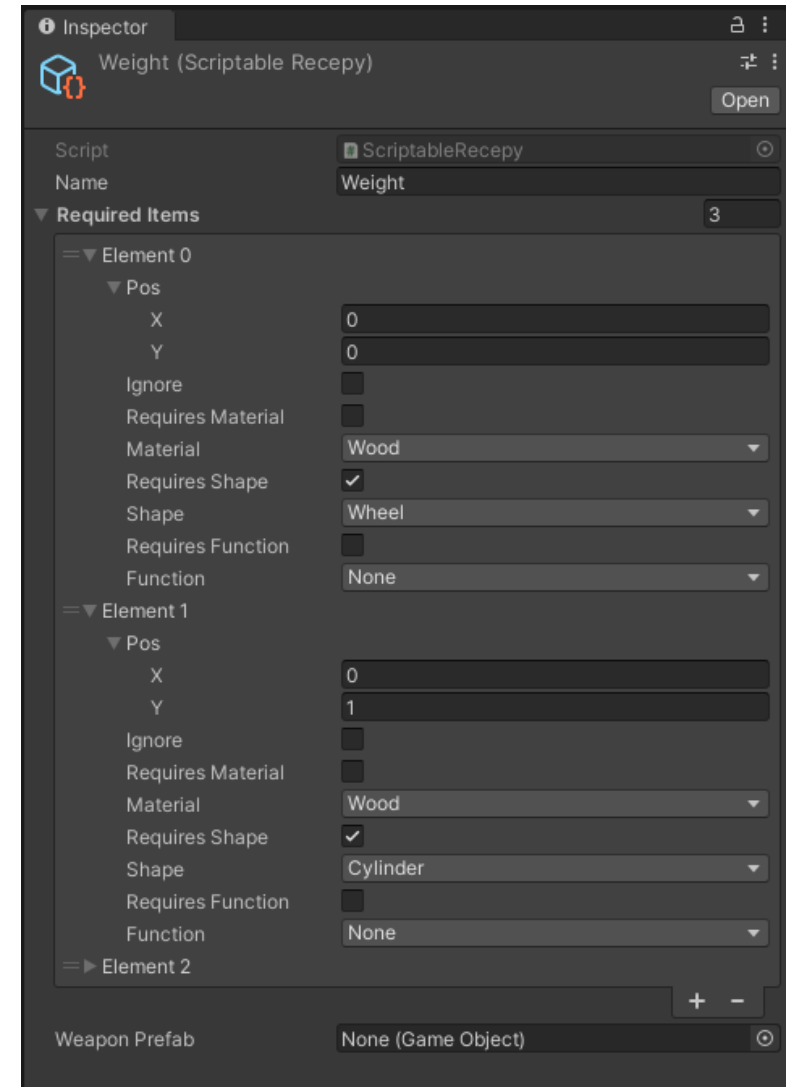 Inspector
Weight (Scriptable Recepy)
Open
Script ScriptableRecepy
Name Weight
Required Items 3
Element 0
Pos
X 0
Y 0
Ignore
Requires Material
Material Wood
Requires Shape
Shape Wheel
Requires Function
Function None
Element 1
Pos
X 0
Y 1
Ignore
Requires Material
Material Wood
Requires Shape
Shape Cylinder
Requires Function
Function None
Element 2
+ -
Weapon Prefab None (Game Object)